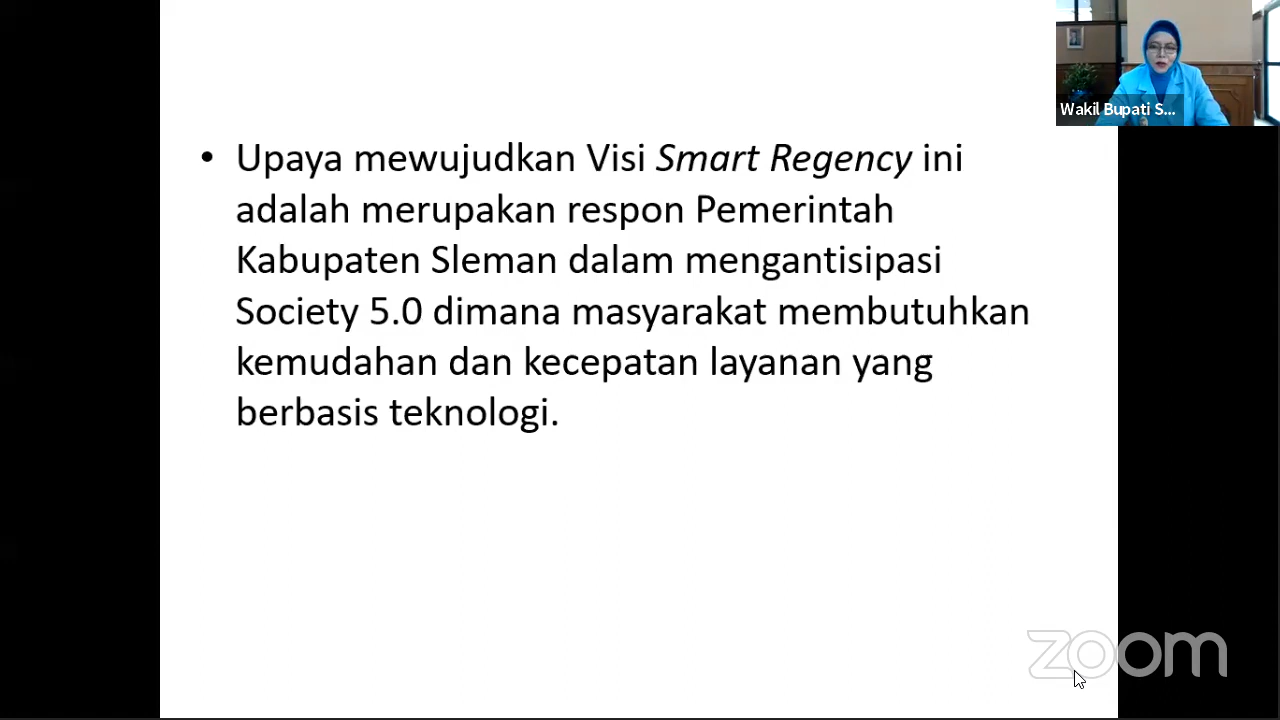 Wakil Bupati S...
• Upaya mewujudkan Visi Smart Regency ini
adalah merupakan respon Pemerintah
Kabupaten Sleman dalam mengantisipasi
Society 5.0 dimana masyarakat membutuhkan
kemudahan dan kecepatan layanan yang
berbasis teknologi.
zoom